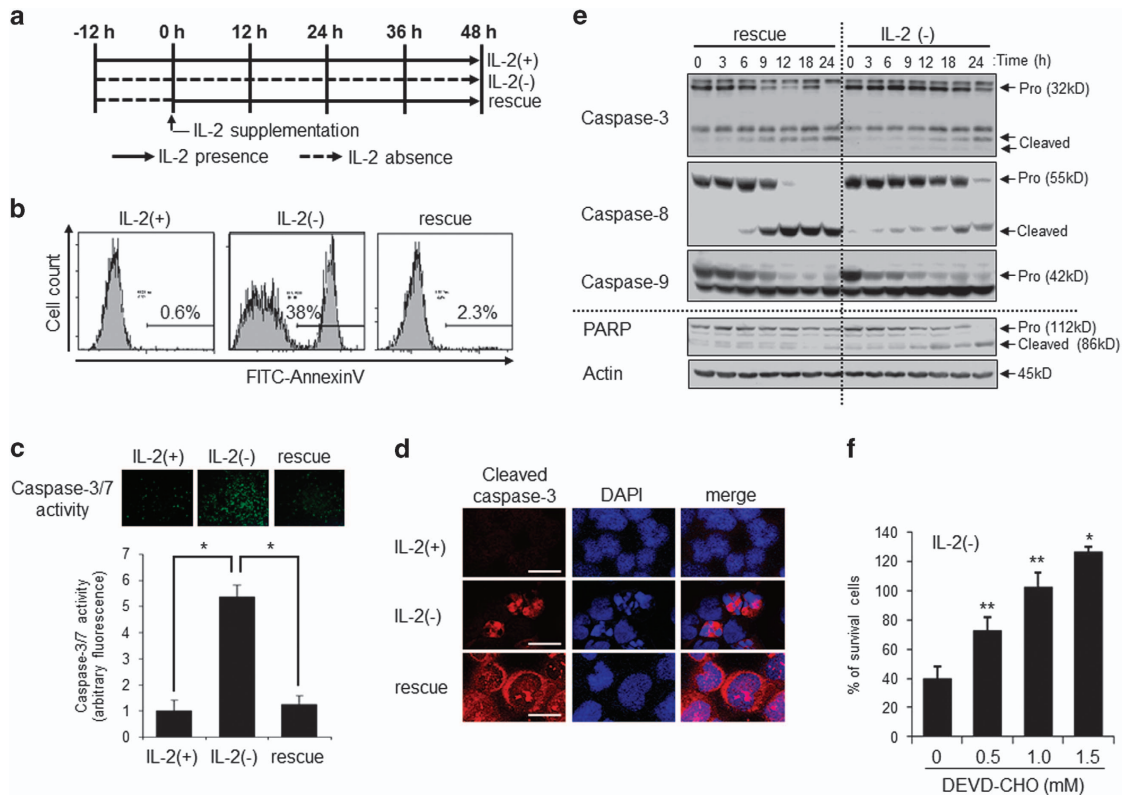 a
-12 h 0 h 12 h 24 h 36 h 48 h
IL-2(+)
IL-2(-)
rescue
IL-2 supplementation
IL-2 presence IL-2 absence
b
IL-2(+) IL-2(-) rescue
Cell count
0.6% 38% 2.3%
FITC-AnnexinV
c
IL-2(+) IL-2(-) rescue
Caspase-3/7
activity
* *
Caspase-3/7 activity
(arbitrary fluorescence)
7
6
5
4
3
2
1
0
IL-2(+) IL-2(-) rescue
d
Cleaved
caspase-3 DAPI merge
IL-2(+)
IL-2(-)
rescue
e
rescue IL-2 (-)
0 3 6 9 12 18 24 0 3 6 9 12 18 24 :Time (h)
Caspase-3
Pro (32kD)
Cleaved
Caspase-8
Pro (55kD)
Cleaved
Caspase-9
Pro (42kD)
PARP
Pro (112kD)
Cleaved (86kD)
Actin
45kD
f
IL-2(-)
% of survival cells
140
120
100
80
60
40
20
0
** ** *
0 0.5 1.0 1.5
DEVD-CHO (mM)